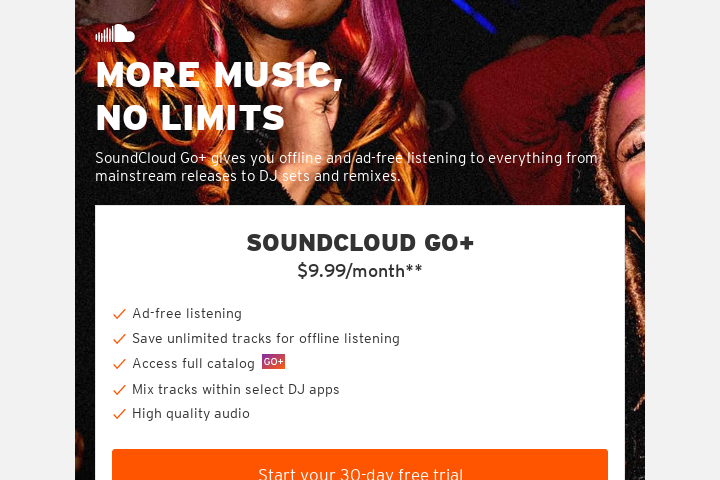 MORE MUSIC,
NO LIMITS
SoundCloud Go+ gives you offline and ad-free listening to everything from
mainstream releases to DJ sets and remixes.
SOUNDCLOUD GO+
$9.99/month**
Ad-free listening
Save unlimited tracks for offline listening
Access full catalog GO+
Mix tracks within select DJ apps
High quality audio
Start your 30-day free trial